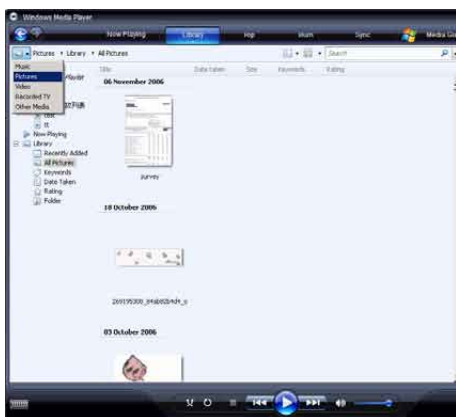 Windows Media Player
Now Playing Library Rip Burn Sync Media Gu
Pictures Library All Pictures Search
Music
Pictures
Video
Recorded TV
Other Media
Playlist
Title Date taken Size Keywords Rating
06 November 2006
Now Playing
Library
Recently Added
All Pictures
Keywords
Date Taken
Rating
Folder
survey
18 October 2006
03 October 2006